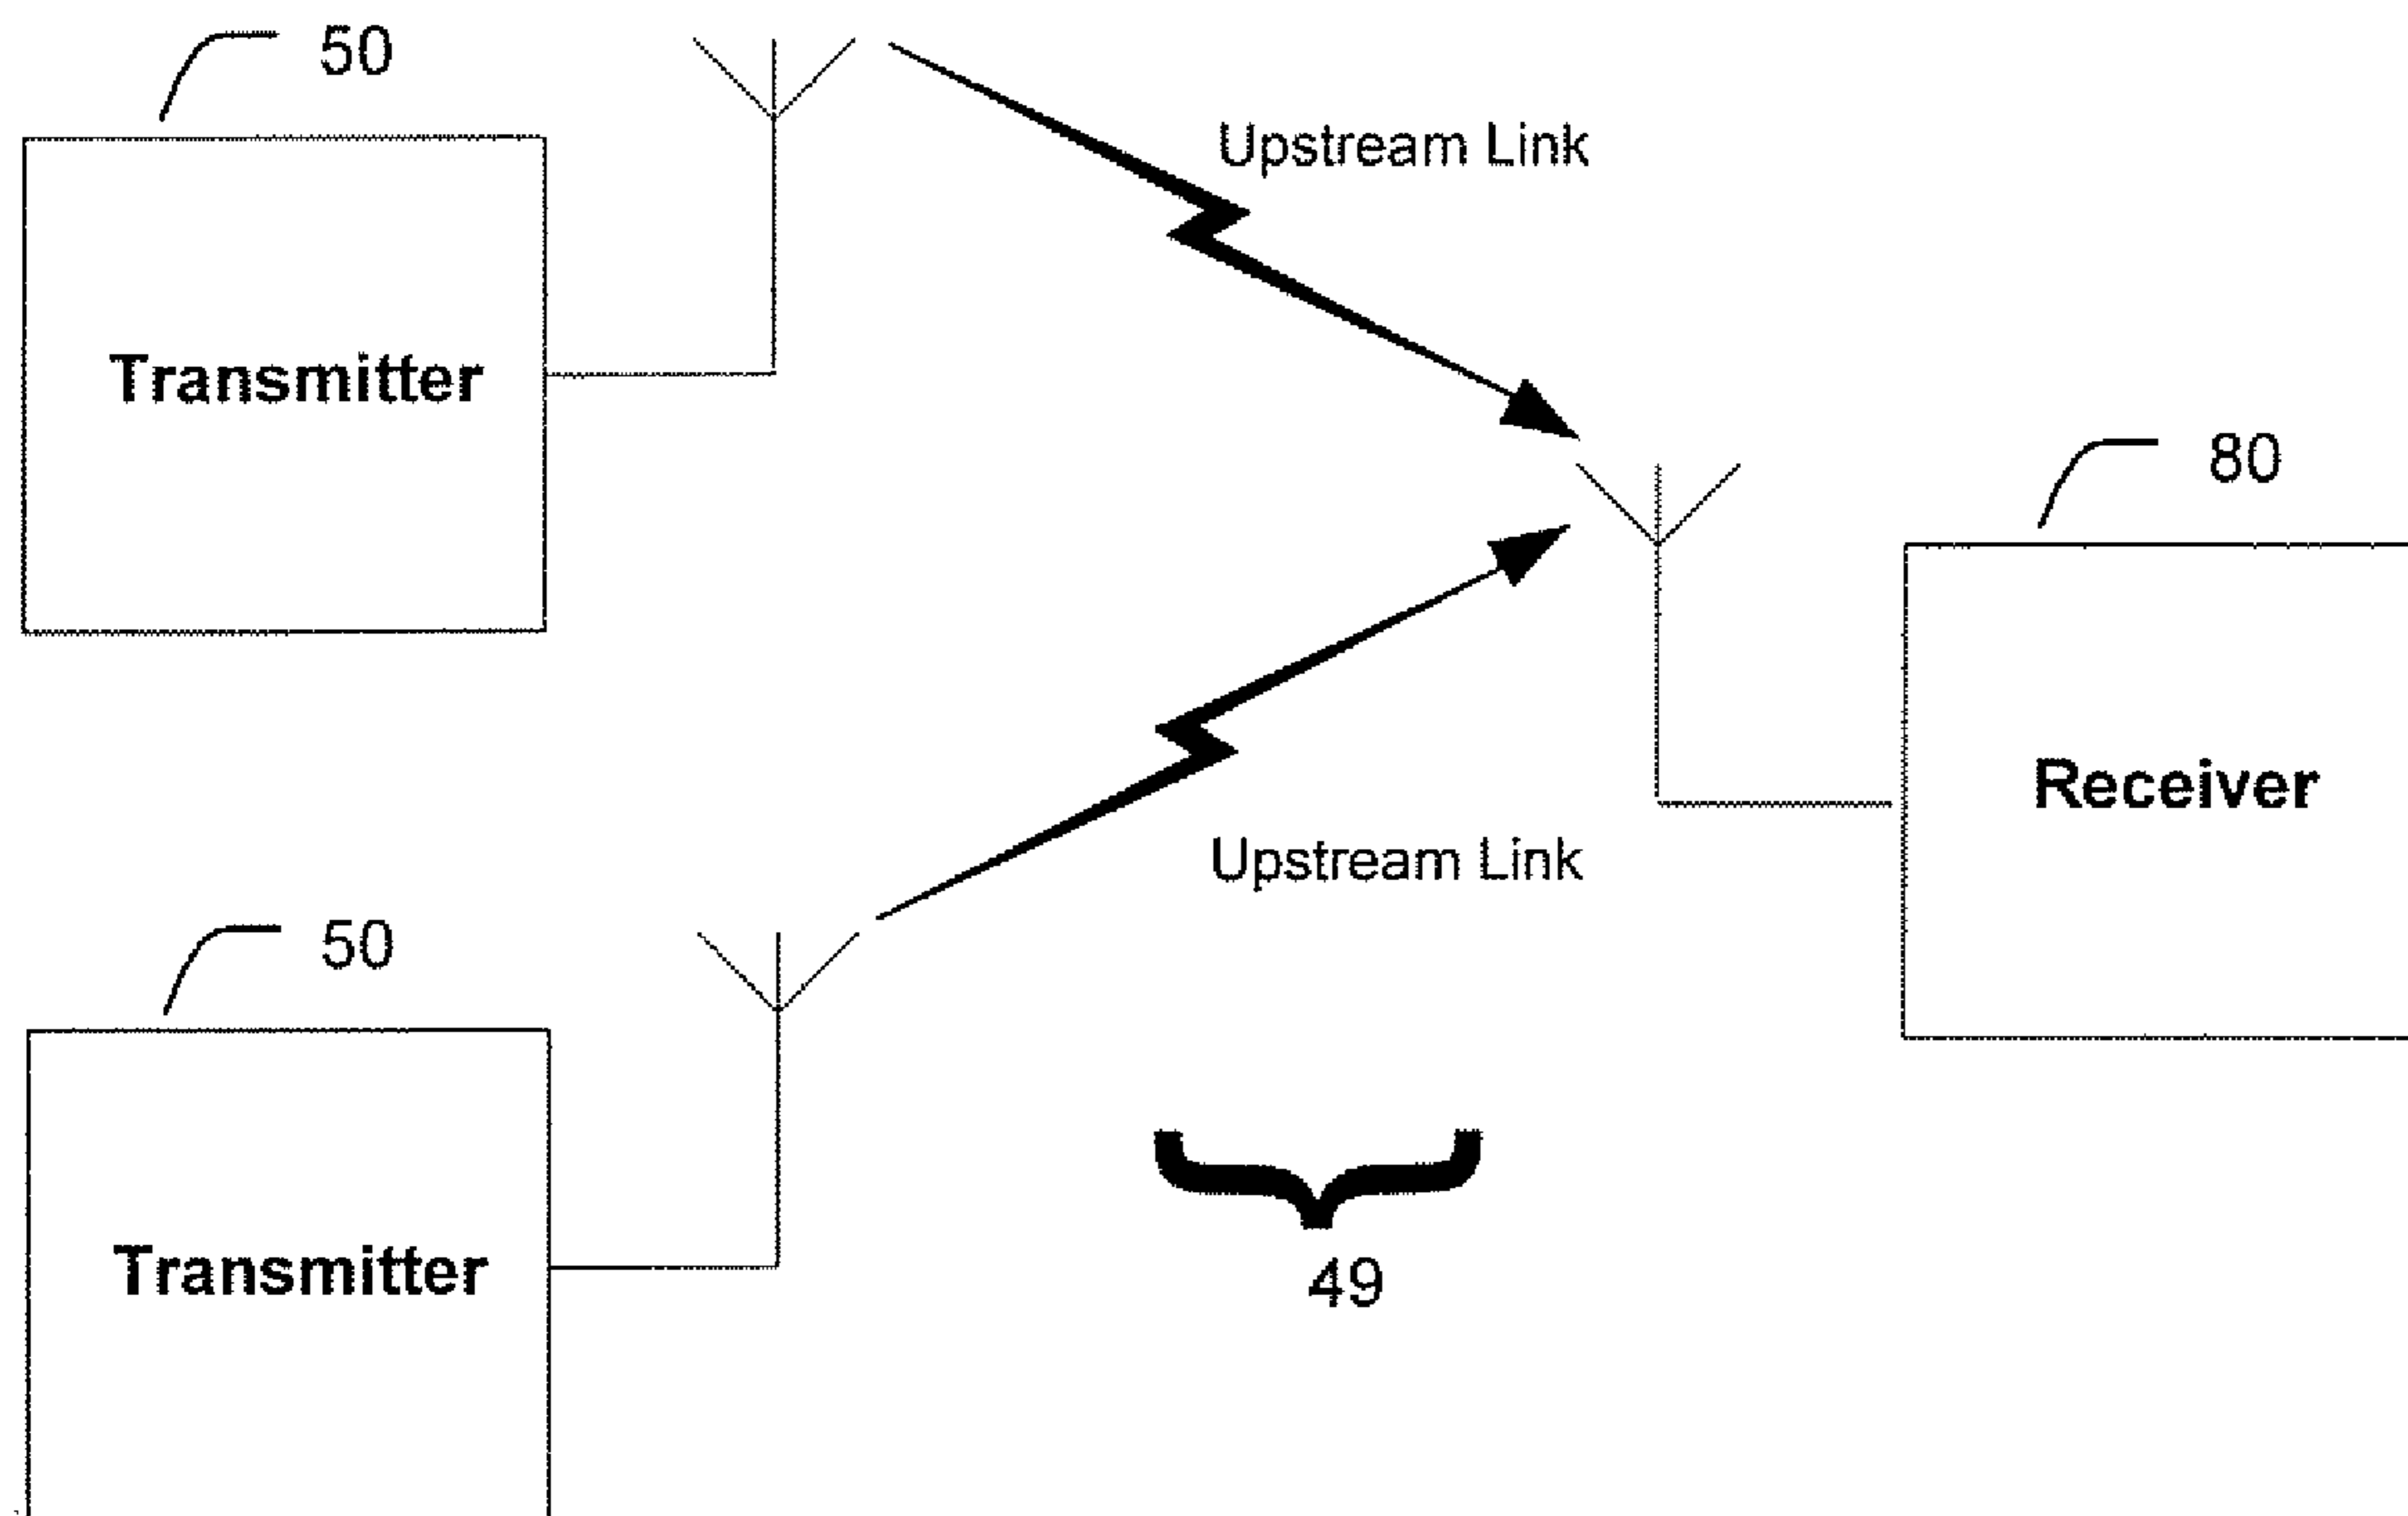 50
Upstream Link
Transmitter
80
Receiver
Upstream Link
50
Transmitter
49